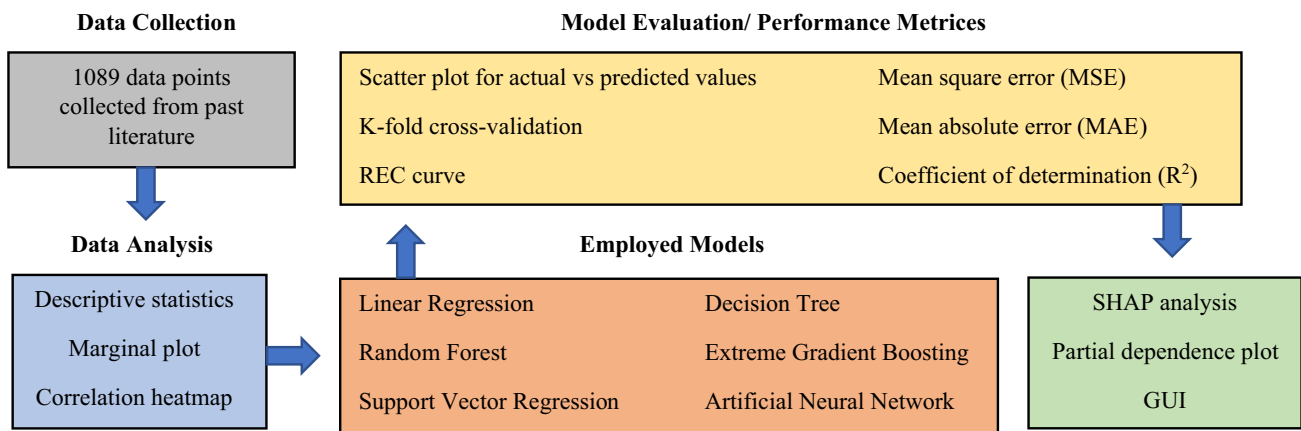 Data Collection
1089 data points
collected from past
literature
Data Analysis
Descriptive statistics
Marginal plot
Correlation heatmap
Employed Models
Linear Regression
Decision Tree
Random Forest
Extreme Gradient Boosting
Support Vector Regression
Artificial Neural Network
Model Evaluation/ Performance Metrices
Scatter plot for actual vs predicted values
Mean square error (MSE)
K-fold cross-validation
Mean absolute error (MAE)
REC curve
Coefficient of determination (R²)
SHAP analysis
Partial dependence plot
GUI